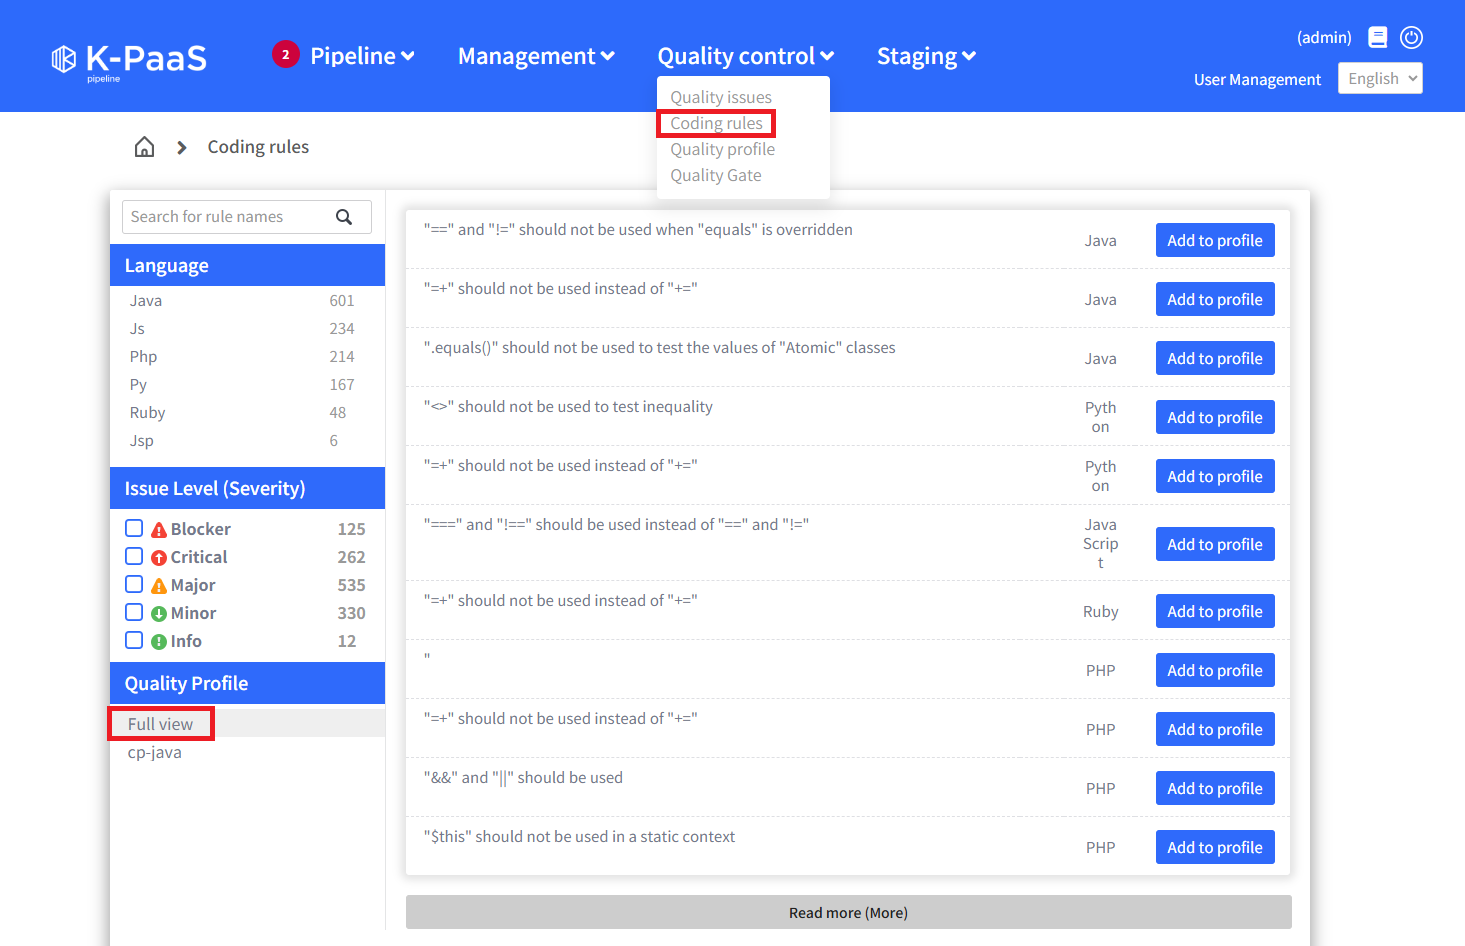 K-PaaS
pipeline
2
Pipeline
Management
Quality control
Staging
(admin)
User Management
English
Quality issues
Coding rules
Quality profile
Quality Gate
Coding rules
Search for rule names
Language
Java 601
Js 234
Php 214
Py 167
Ruby 48
Jsp 6
Issue Level (Severity)
Blocker 125
Critical 262
Major 535
Minor 330
Info 12
Quality Profile
Full view
cp-java
"==" and "!=" should not be used when "equals" is overridden
Java
Add to profile
"=+" should not be used instead of "+="
Java
Add to profile
".equals()" should not be used to test the values of "Atomic" classes
Java
Add to profile
"<>" should not be used to test inequality
Pyth
on
Add to profile
"=+" should not be used instead of "+="
Pyth
on
Add to profile
"===" and "!==" should be used instead of "==" and "!="
Java
Scrip
t
Add to profile
"=+" should not be used instead of "+="
Ruby
Add to profile
"
PHP
Add to profile
"=+" should not be used instead of "+="
PHP
Add to profile
"&&" and "||" should be used
PHP
Add to profile
"$this" should not be used in a static context
PHP
Add to profile
Read more (More)